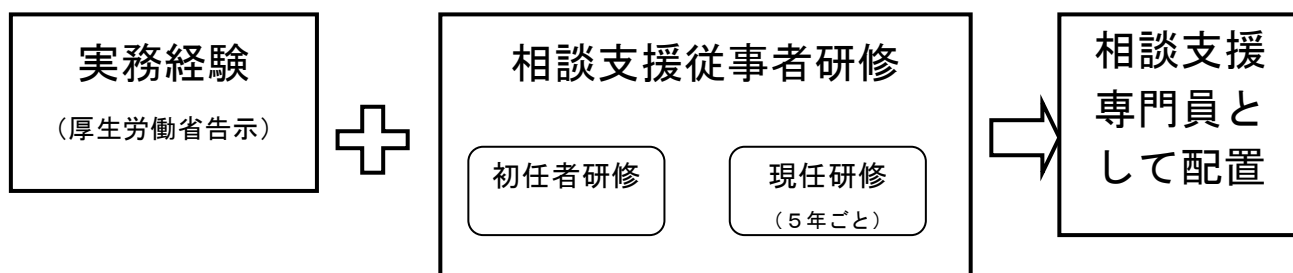 実務経験
（厚生労働省告示）
相談支援従事者研修
初任者研修
現任研修
（５年ごと）
相談支援
専門員と
して配置